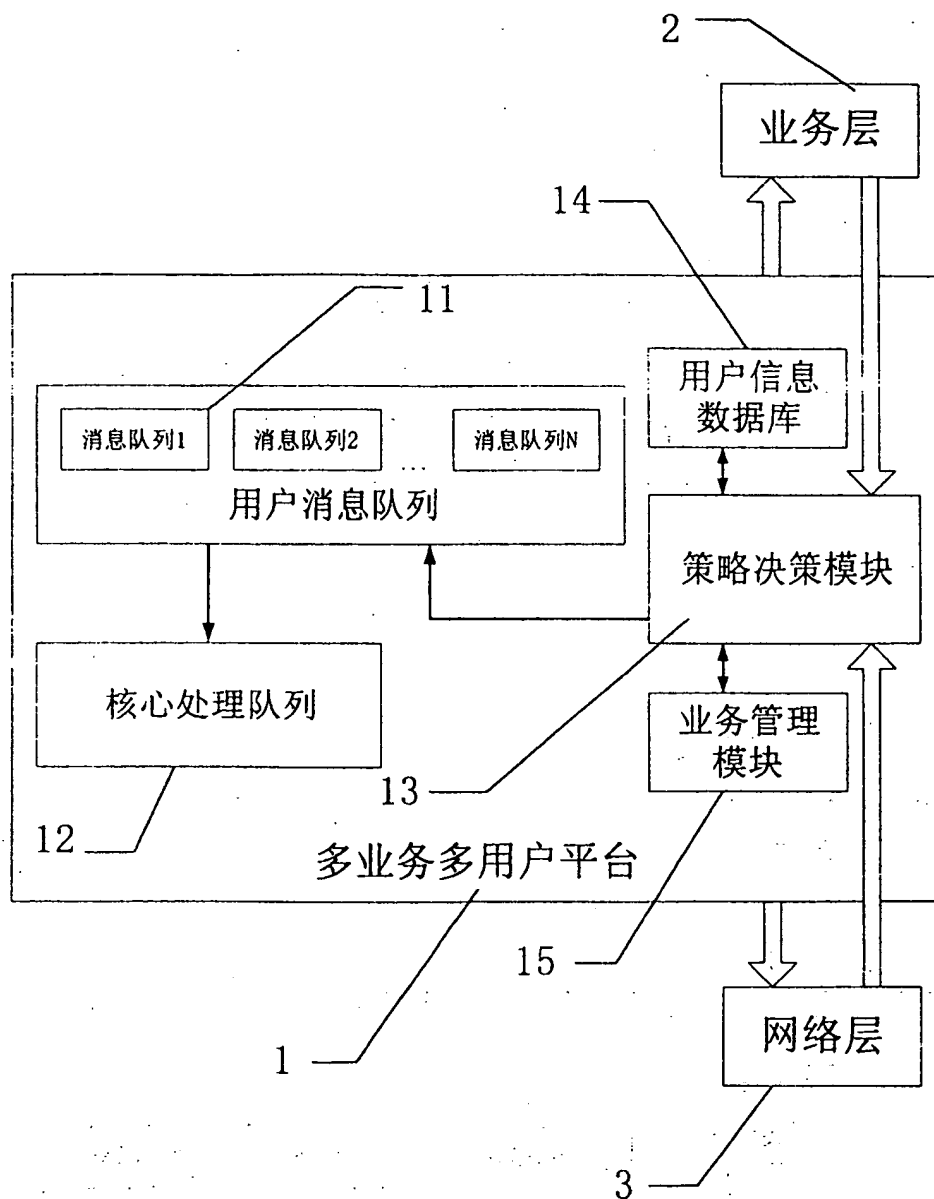 2
业务层
14
11
用户信息
数据库
消息队列1 消息队列2 ... 消息队列N
用户消息队列
策略决策模块
核心处理队列
业务管理
模块
13
12
多业务多用户平台
15
网络层
1
3